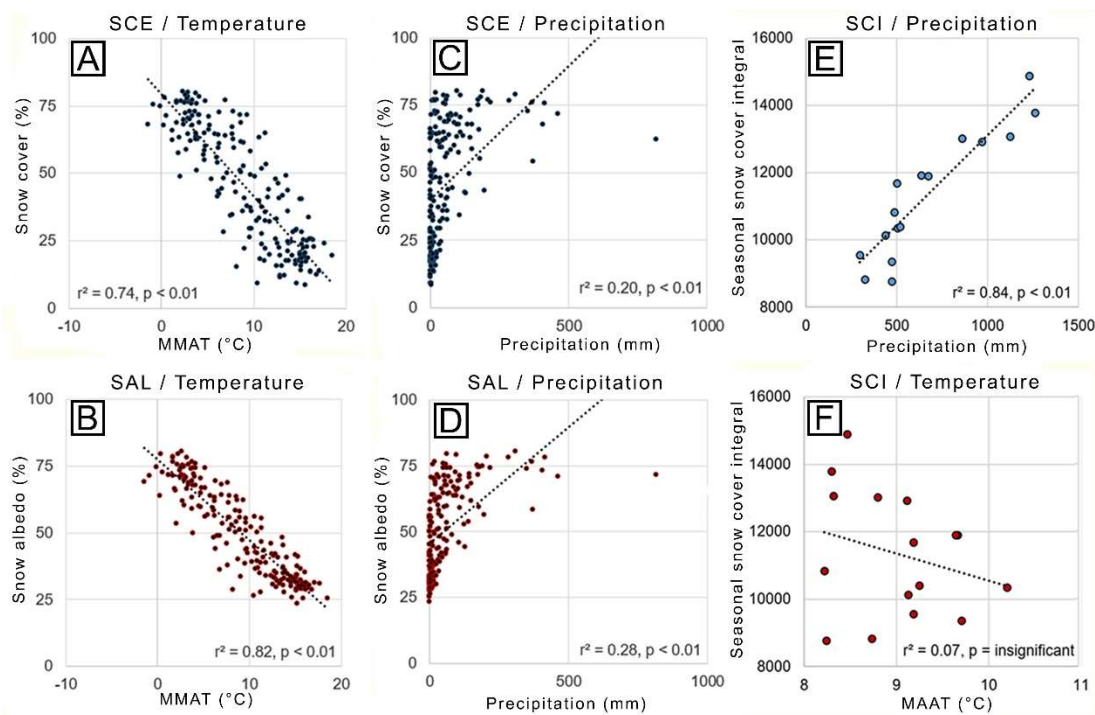 SCE / Temperature
A
100
75
50
25
0
Snow cover (%)
r² = 0.74, p < 0.01
-10
0
10
20
MMAT (°C)
SCE / Precipitation
C
100
75
50
25
0
Snow cover (%)
r² = 0.20, p < 0.01
0
500
1000
Precipitation (mm)
SCI / Precipitation
E
16000
14000
12000
10000
8000
Seasonal snow cover integral
r² = 0.84, p < 0.01
0
500
1000
1500
Precipitation (mm)
SAL / Temperature
B
100
75
50
25
0
Snow albedo (%)
r² = 0.82, p < 0.01
-10
0
10
20
MMAT (°C)
SAL / Precipitation
D
100
75
50
25
0
Snow albedo (%)
r² = 0.28, p < 0.01
0
500
1000
Precipitation (mm)
SCI / Temperature
F
16000
14000
12000
10000
8000
Seasonal snow cover integral
r² = 0.07, p = insignificant
8
9
10
11
MAAT (°C)